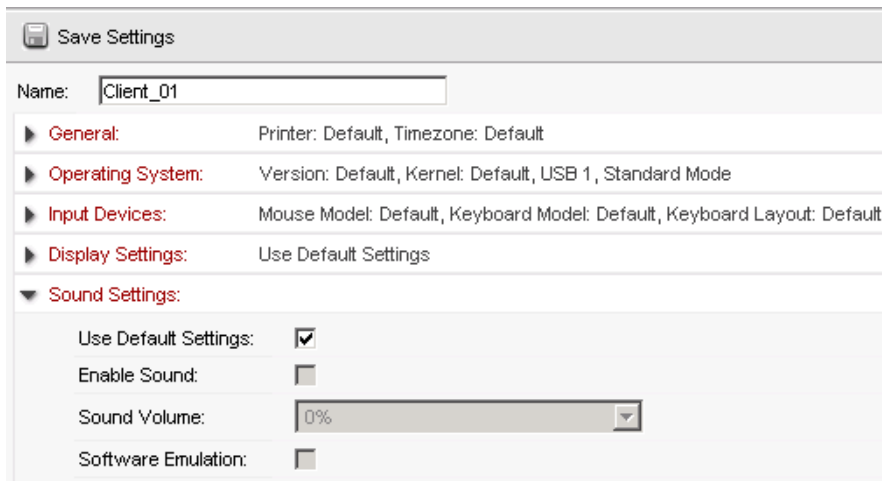 Save Settings
Name: Client_01
General: Printer: Default, Timezone: Default
Operating System: Version: Default, Kernel: Default, USB 1, Standard Mode
Input Devices: Mouse Model: Default, Keyboard Model: Default, Keyboard Layout: Default
Display Settings: Use Default Settings
Sound Settings:
Use Default Settings:
Enable Sound:
Sound Volume: 0%
Software Emulation: